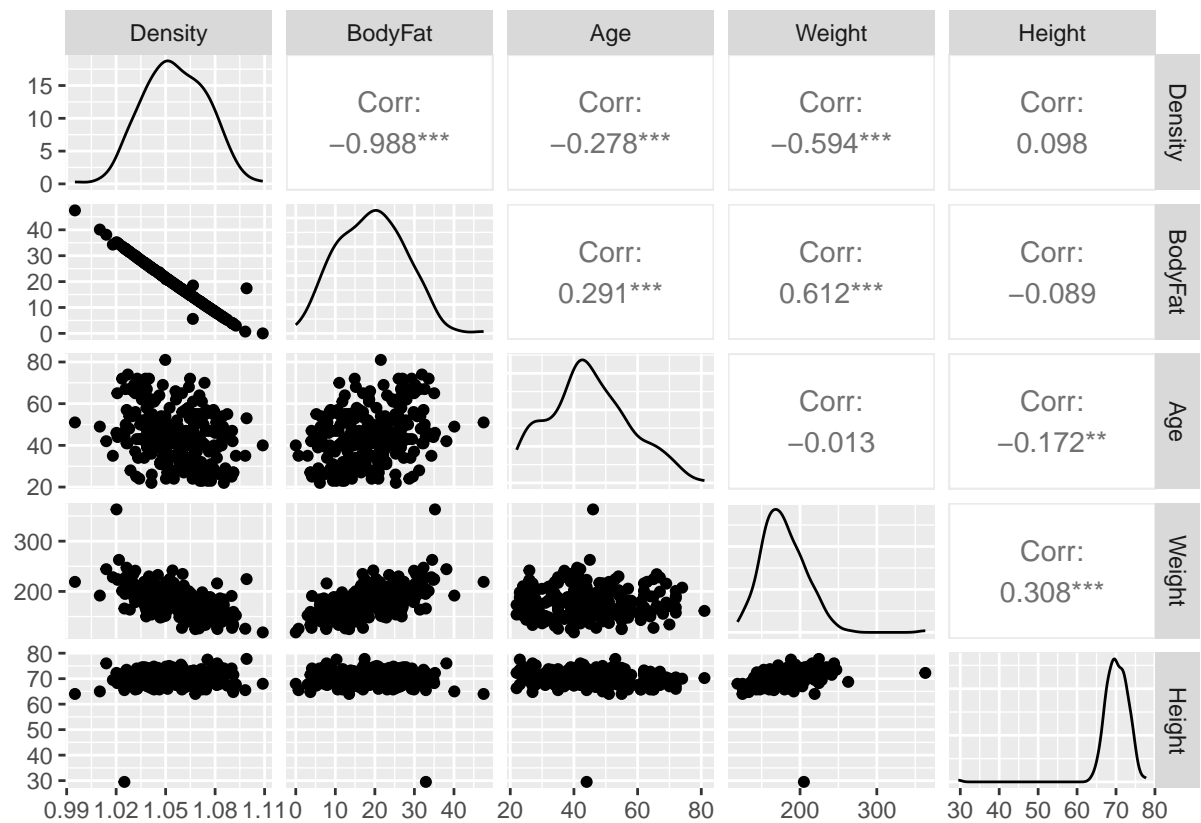 Density BodyFat Age Weight Height
15
10
5
0
Corr:
−0.988***
Corr:
−0.278***
Corr:
−0.594***
Corr:
0.098
Density
40
30
20
10
0
Corr:
0.291***
Corr:
0.612***
Corr:
−0.089
BodyFat
80
60
40
20
Corr:
−0.013
Corr:
−0.172**
Age
300
200
Corr:
0.308***
Weight
80
70
60
50
40
30
Height
0.99 1.02 1.05 1.08 1.11 0 10 20 30 40 20 40 60 80 200 300 30 40 50 60 70 80